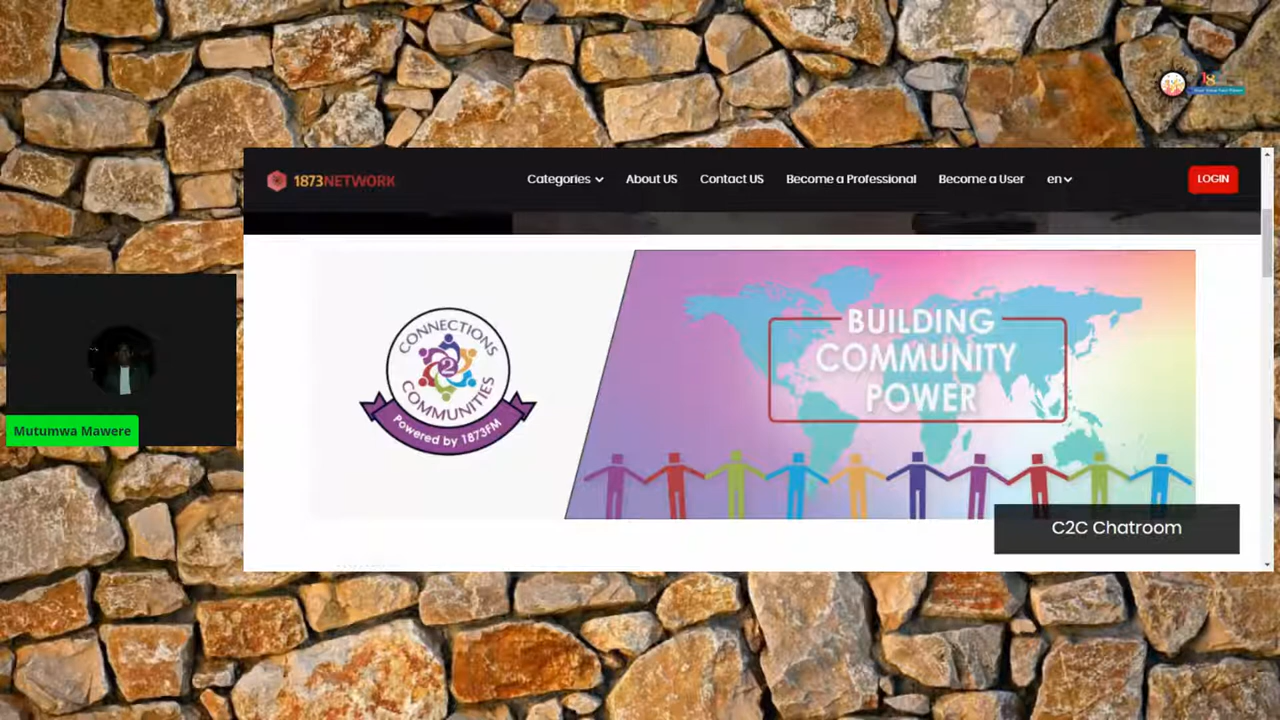 1873NETWORK
Categories
About US
Contact US
Become a Professional
Become a User
en
LOGIN
CONNECTIONS
2
COMMUNITIES
Powered by 1873FM
BUILDING
COMMUNITY
POWER
Mutumwa Mawere
C2C Chatroom